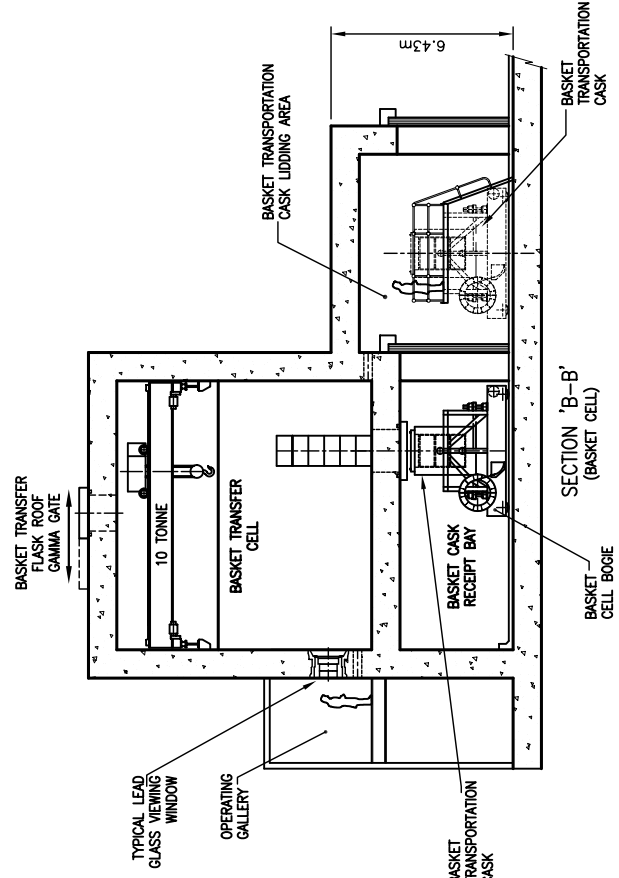 BASKET TRANSFER
FLASK ROOF
GAMMA GATE
10 TONNE
BASKET TRANSFER
CELL
TYPICAL LEAD
GLASS VIEWING
WINDOW
OPERATING
GALLERY
BASKET TRANSPORTATION
CASK LIDDING AREA
6.43m
BASKET CASK
RECEIPT BAY
BASKET
TRANSPORTATION
CASK
BASKET
CELL BOGIE
BASKET
TRANSPORTATION
CASK
SECTION 'B-B'
(BASKET CELL)